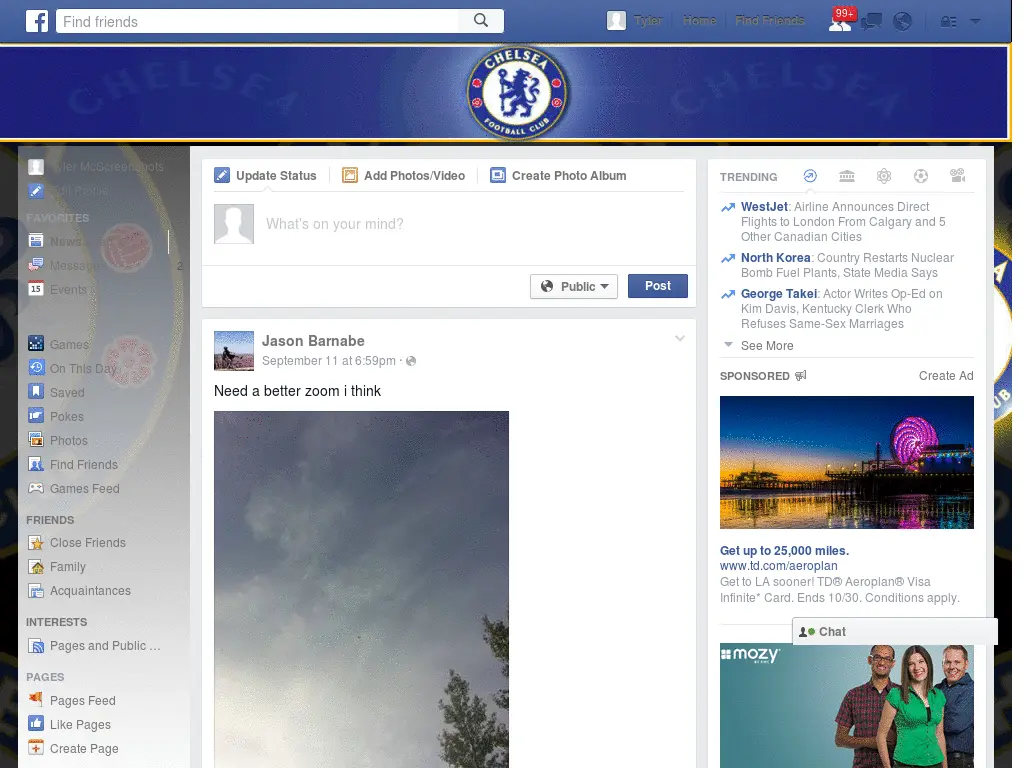 Find friends
Tyler Home Find Friends 99+
CHELSEA
CHELSEA
FOOTBALL CLUB
CHELSEA
ler McScreenshots
Edit Profile
FAVORITES
News
Message 2
15 Events
Games
On This Day
Saved
Pokes
Photos
Find Friends
Games Feed
FRIENDS
Close Friends
Family
Acquaintances
INTERESTS
Pages and Public ...
PAGES
Pages Feed
Like Pages
Create Page
Update Status Add Photos/Video Create Photo Album
What's on your mind?
Public Post
Jason Barnabe
September 11 at 6:59pm ·
Need a better zoom i think
TRENDING
WestJet: Airline Announces Direct
Flights to London From Calgary and 5
Other Canadian Cities
North Korea: Country Restarts Nuclear
Bomb Fuel Plants, State Media Says
George Takei: Actor Writes Op-Ed on
Kim Davis, Kentucky Clerk Who
Refuses Same-Sex Marriages
See More
SPONSORED Create Ad
Get up to 25,000 miles.
www.td.com/aeroplan
Get to LA sooner! TD® Aeroplan® Visa
Infinite* Card. Ends 10/30. Conditions apply.
Chat
mozy